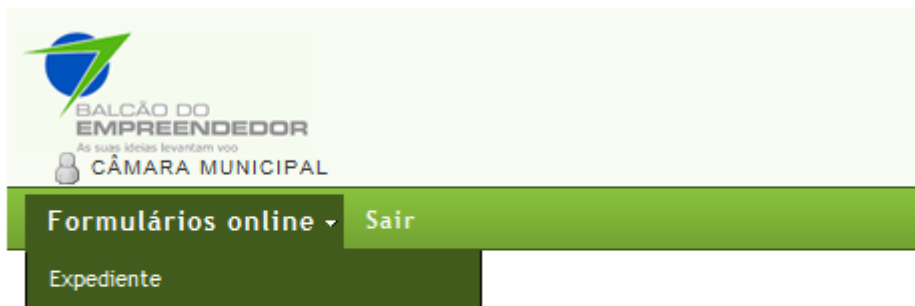 BALCÃO DO
EMPREENDEDOR
As suas ideias levantam voo
CÂMARA MUNICIPAL
Formulários online Sair
Expediente